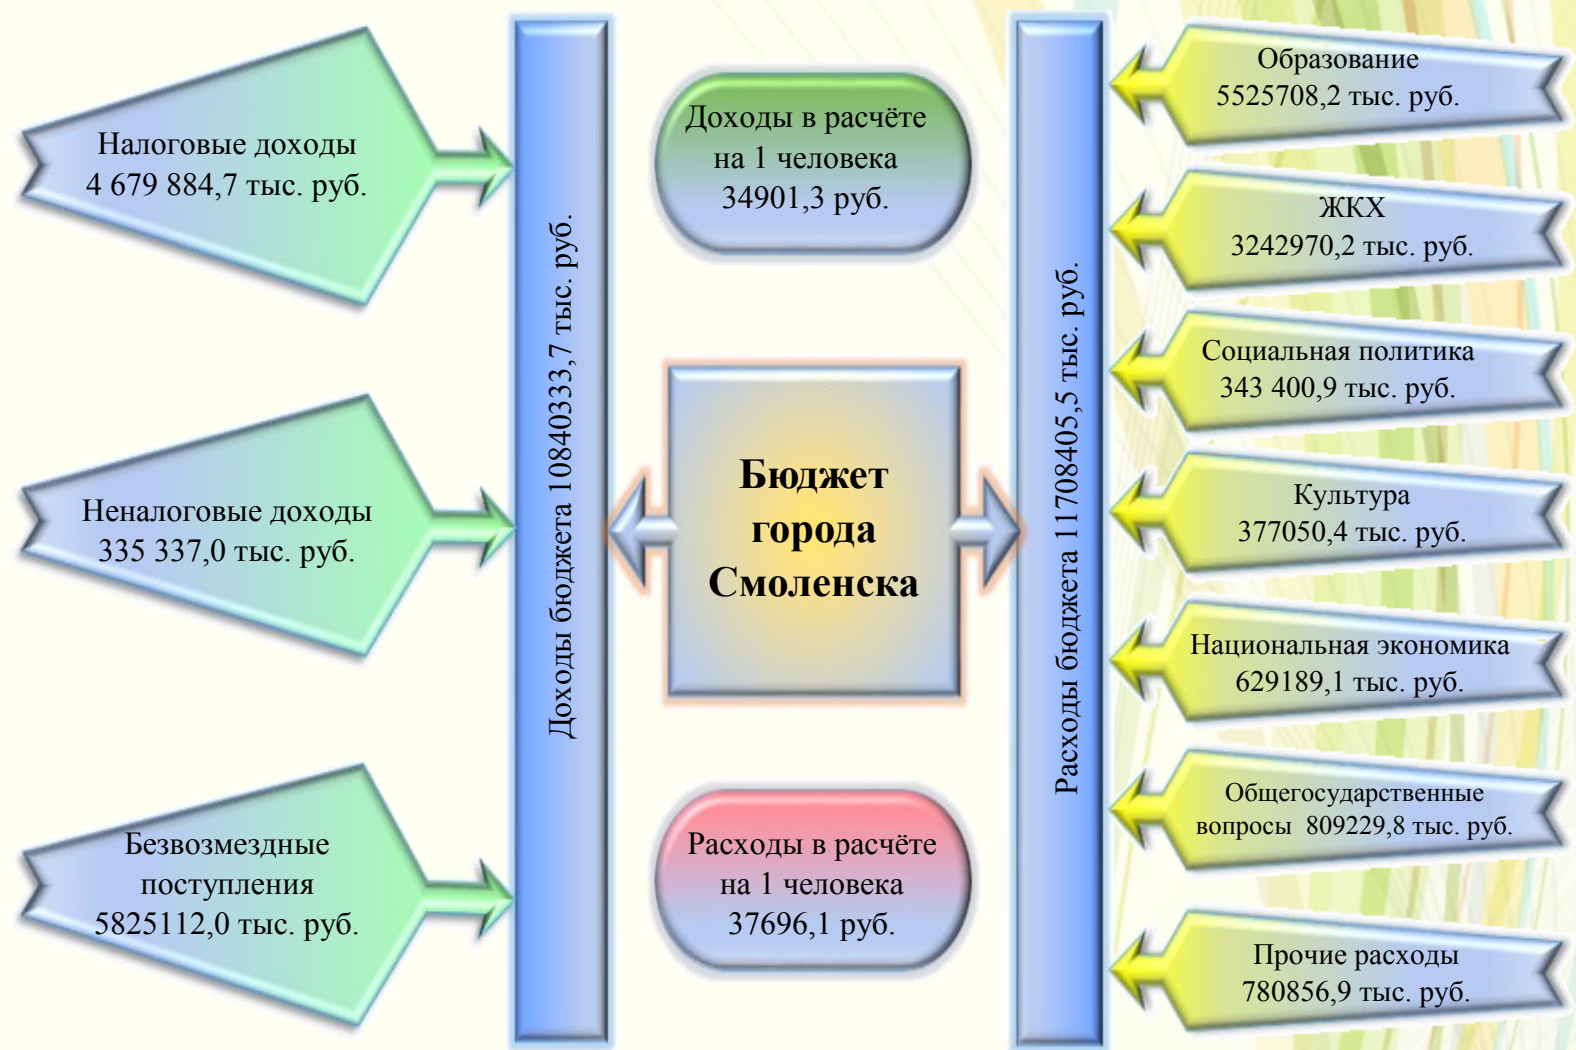 Налоговые доходы
4 679 884,7 тыс. руб.
Неналоговые доходы
335 337,0 тыс. руб.
Безвозмездные
поступления
5825112,0 тыс. руб.
Доходы бюджета 10840333,7 тыс. руб.
Доходы в расчёте
на 1 человека
34901,3 руб.
Бюджет
города
Смоленска
Расходы в расчёте
на 1 человека
37696,1 руб.
Расходы бюджета 11708405,5 тыс. руб.
Образование
5525708,2 тыс. руб.
ЖКХ
3242970,2 тыс. руб.
Социальная политика
343 400,9 тыс. руб.
Культура
377050,4 тыс. руб.
Национальная экономика
629189,1 тыс. руб.
Общегосударственные
вопросы 809229,8 тыс. руб.
Прочие расходы
780856,9 тыс. руб.